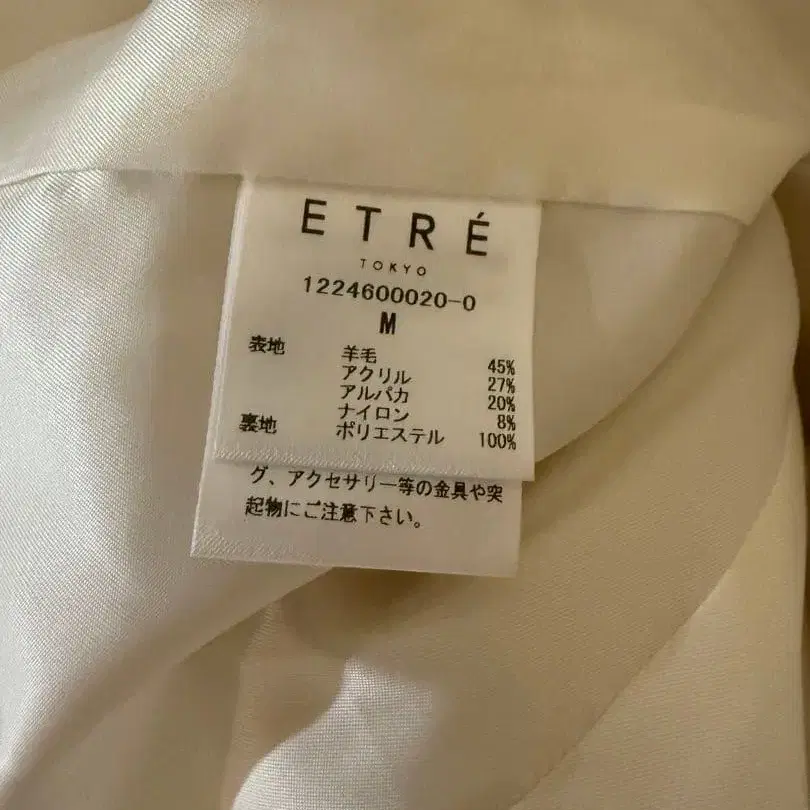 ETRÉ
TOKYO
1224600020-0
M
表地 羊毛 45%
アクリル 27%
アルパカ 20%
ナイロン 8%
裏地 ポリエステル 100%
グ、アクセサリー等の金具や突
起物にご注意下さい。